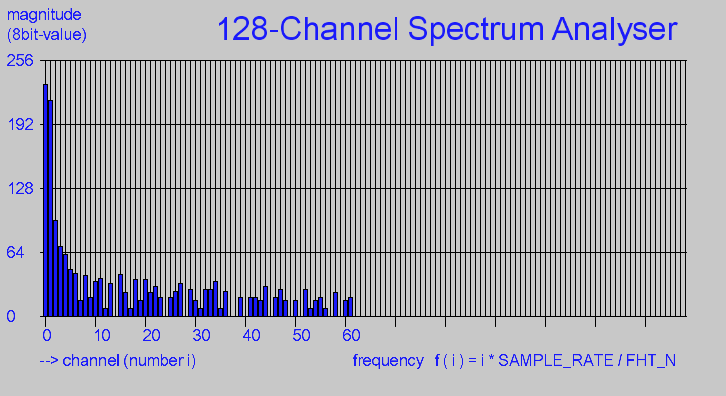 magnitude
(8bit-value)
128-Channel Spectrum Analyser
256
192
128
64
0
0 10 20 30 40 50 60
--> channel (number i)
frequency f ( i ) = i * SAMPLE_RATE / FHT_N